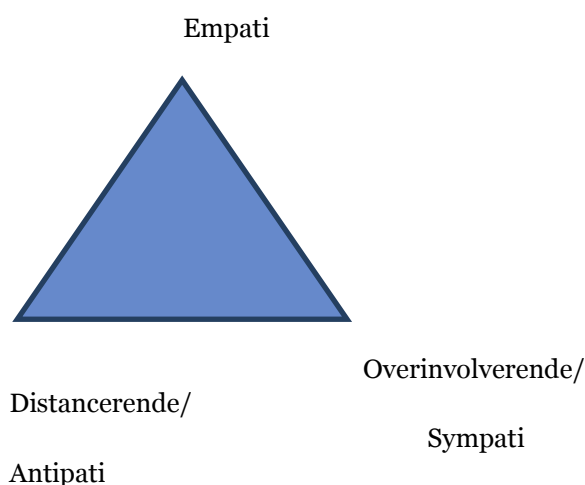 Empati
Overinvolverende/
Distancerende/
Sympati
Antipati